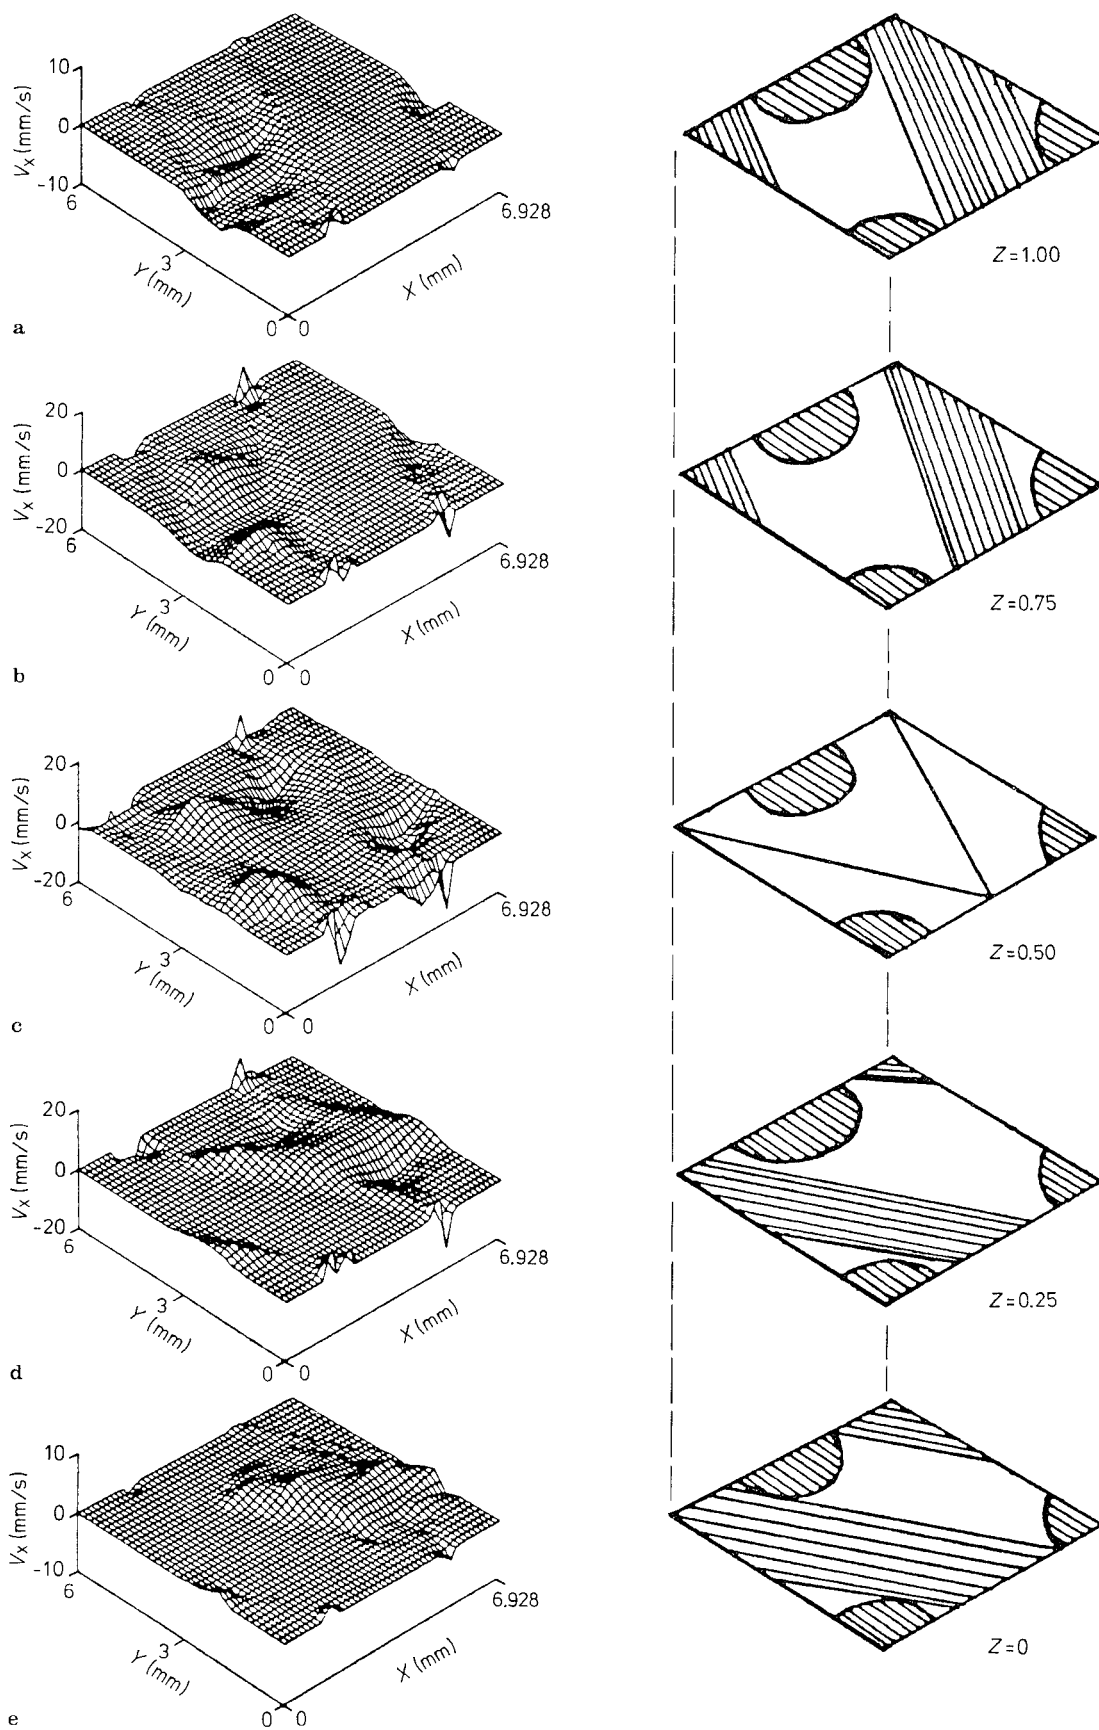 10
0
-10
Vx (mm/s)
6
3
Y (mm)
0 0
X (mm)
6.928
Z=1.00
a
20
0
-20
Vx (mm/s)
6
3
Y (mm)
0 0
X (mm)
6.928
Z=0.75
b
20
0
-20
Vx (mm/s)
6
3
Y (mm)
0 0
X (mm)
6.928
Z=0.50
c
20
0
-20
Vx (mm/s)
6
3
Y (mm)
0 0
X (mm)
6.928
Z=0.25
d
10
0
-10
Vx (mm/s)
6
3
Y (mm)
0 0
X (mm)
6.928
Z=0
e